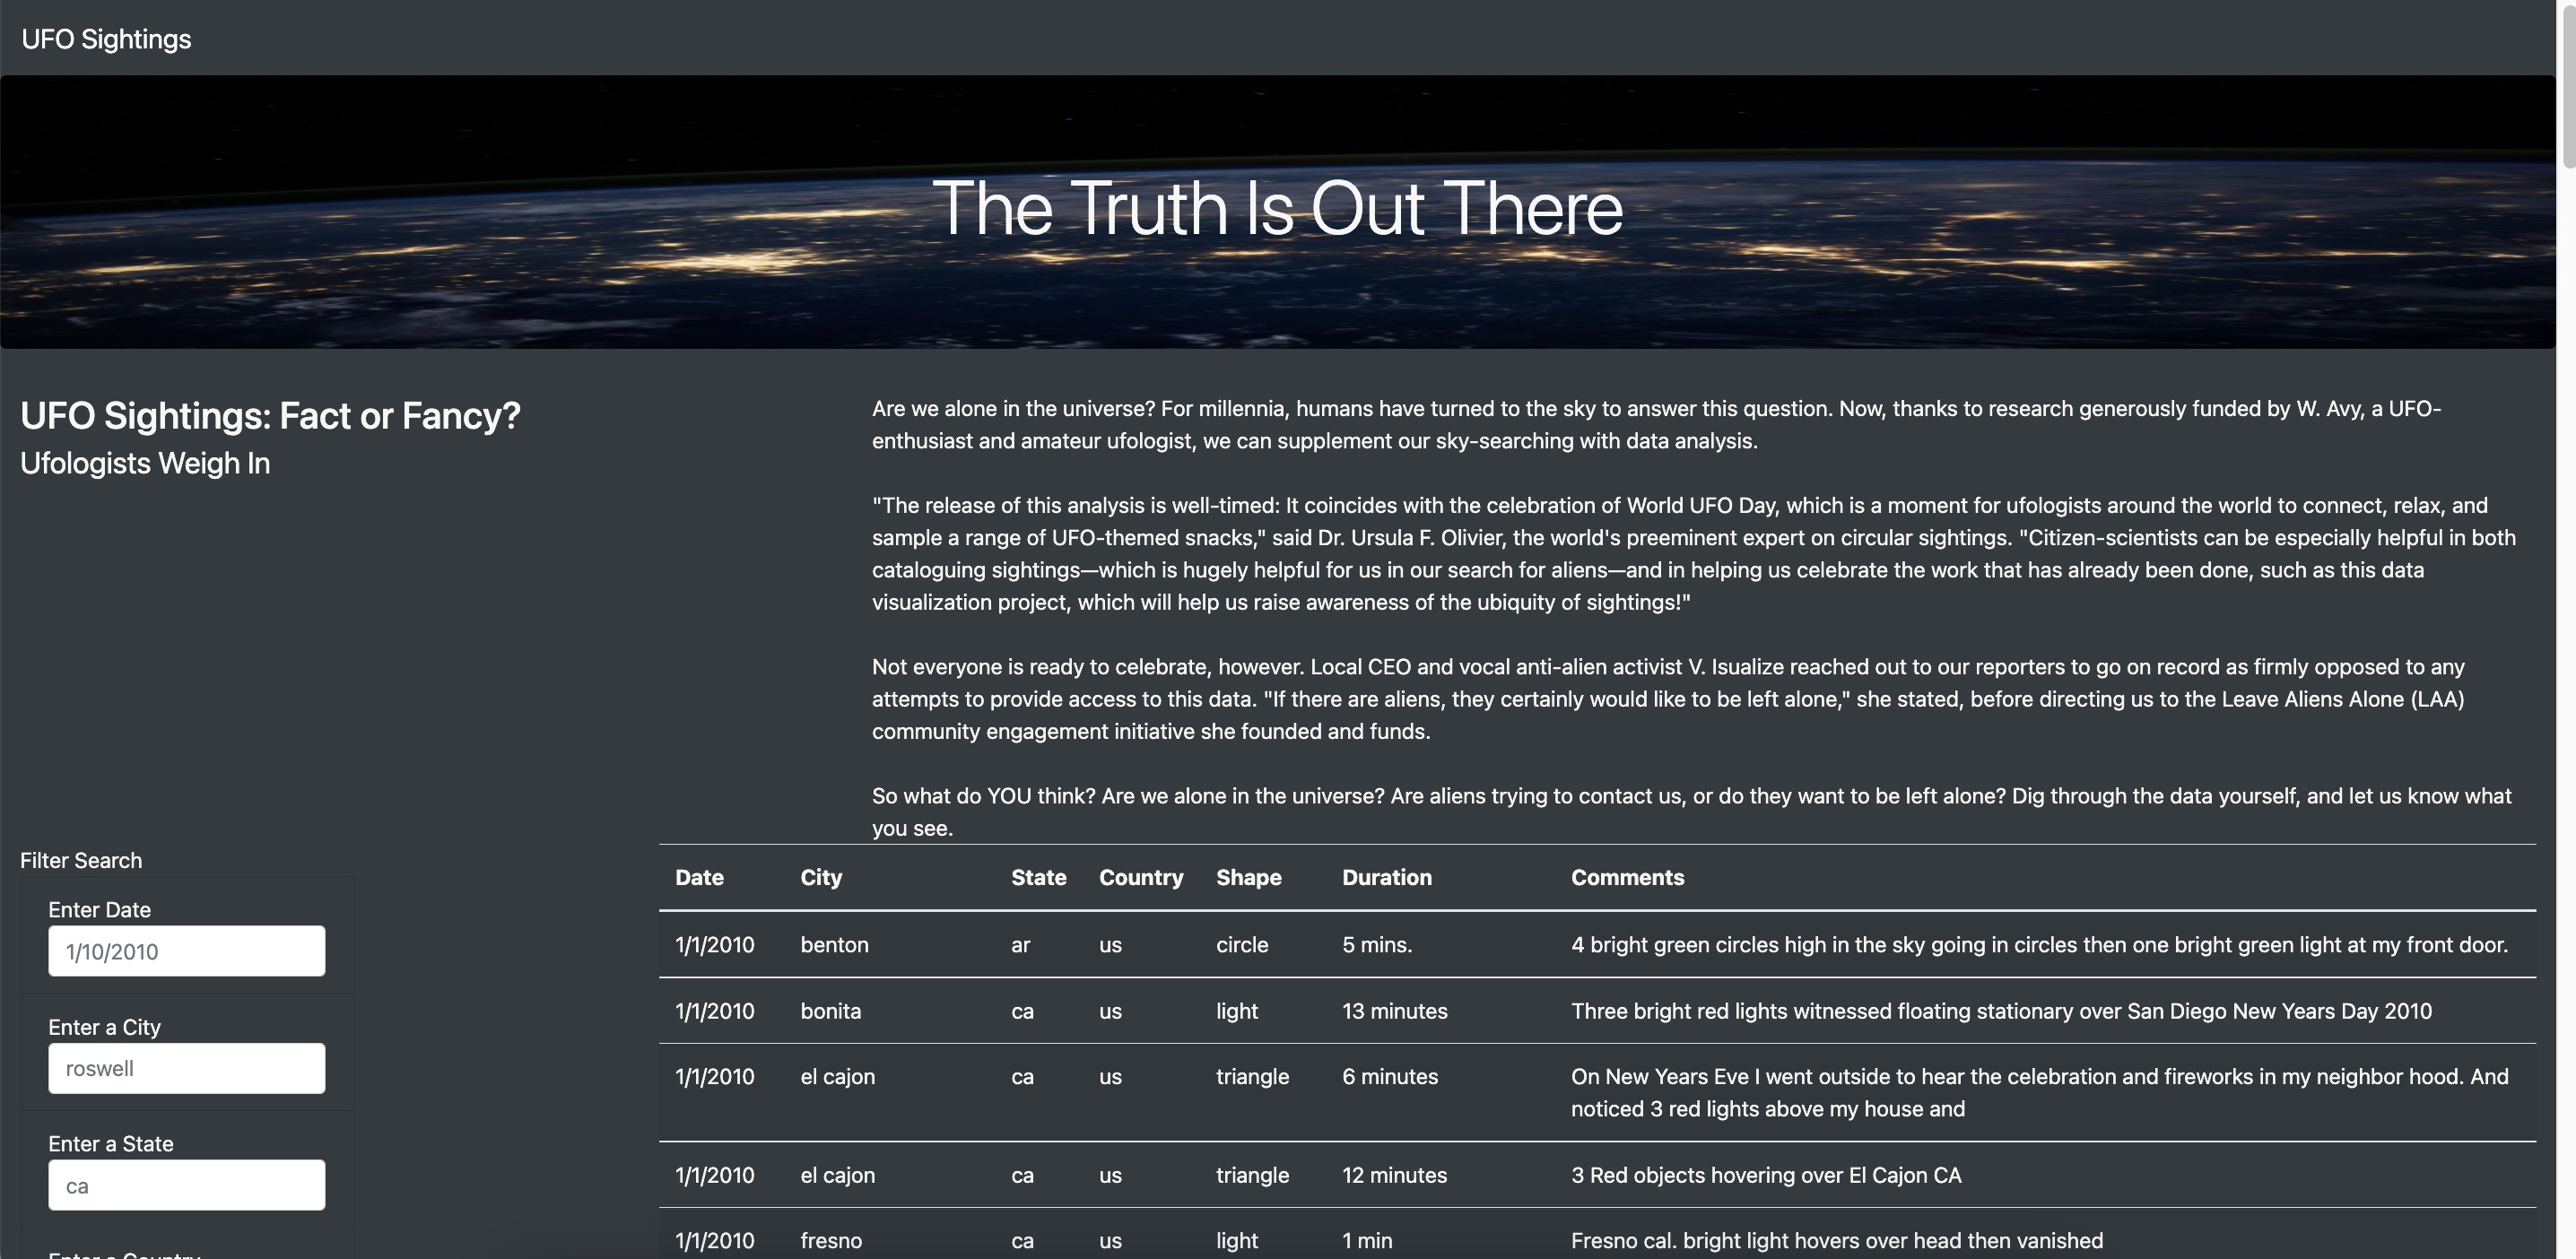 UFO Sightings
The Truth Is Out There
UFO Sightings: Fact or Fancy?
Ufologists Weigh In
Are we alone in the universe? For millennia, humans have turned to the sky to answer this question. Now, thanks to research generously funded by W. Avy, a UFO-
enthusiast and amateur ufologist, we can supplement our sky-searching with data analysis.
"The release of this analysis is well-timed: It coincides with the celebration of World UFO Day, which is a moment for ufologists around the world to connect, relax, and
sample a range of UFO-themed snacks," said Dr. Ursula F. Olivier, the world's preeminent expert on circular sightings. "Citizen-scientists can be especially helpful in both
cataloguing sightings—which is hugely helpful for us in our search for aliens—and in helping us celebrate the work that has already been done, such as this data
visualization project, which will help us raise awareness of the ubiquity of sightings!"
Not everyone is ready to celebrate, however. Local CEO and vocal anti-alien activist V. Isualize reached out to our reporters to go on record as firmly opposed to any
attempts to provide access to this data. "If there are aliens, they certainly would like to be left alone," she stated, before directing us to the Leave Aliens Alone (LAA)
community engagement initiative she founded and funds.
So what do YOU think? Are we alone in the universe? Are aliens trying to contact us, or do they want to be left alone? Dig through the data yourself, and let us know what
you see.
Filter Search
Enter Date
1/10/2010
Enter a City
roswell
Enter a State
ca
Enter a Country
Date City State Country Shape Duration Comments
1/1/2010 benton ar us circle 5 mins. 4 bright green circles high in the sky going in circles then one bright green light at my front door.
1/1/2010 bonita ca us light 13 minutes Three bright red lights witnessed floating stationary over San Diego New Years Day 2010
1/1/2010 el cajon ca us triangle 6 minutes On New Years Eve I went outside to hear the celebration and fireworks in my neighbor hood. And
noticed 3 red lights above my house and
1/1/2010 el cajon ca us triangle 12 minutes 3 Red objects hovering over El Cajon CA
1/1/2010 fresno ca us light 1 min Fresno cal. bright light hovers over head then vanished